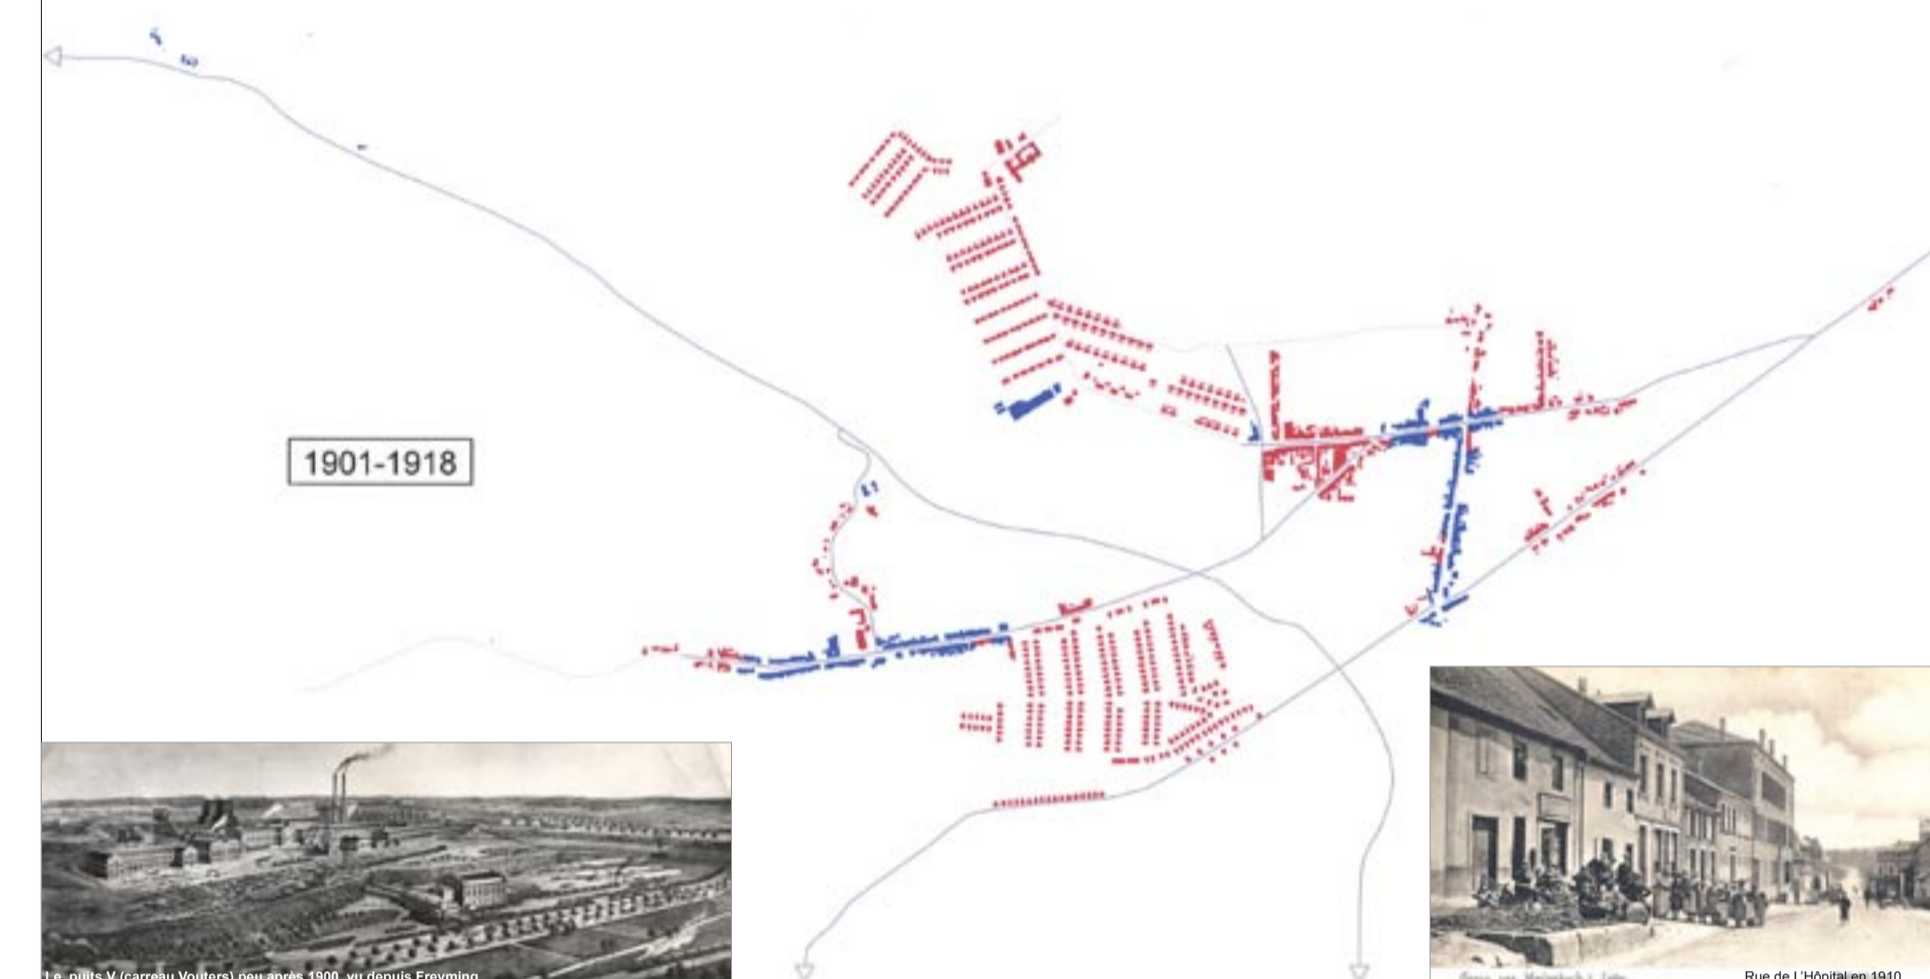 1901-1918
Le puits V (carreau Vouters) peu après 1900, vu depuis Freyming
Rue de L'Hôpital en 1910